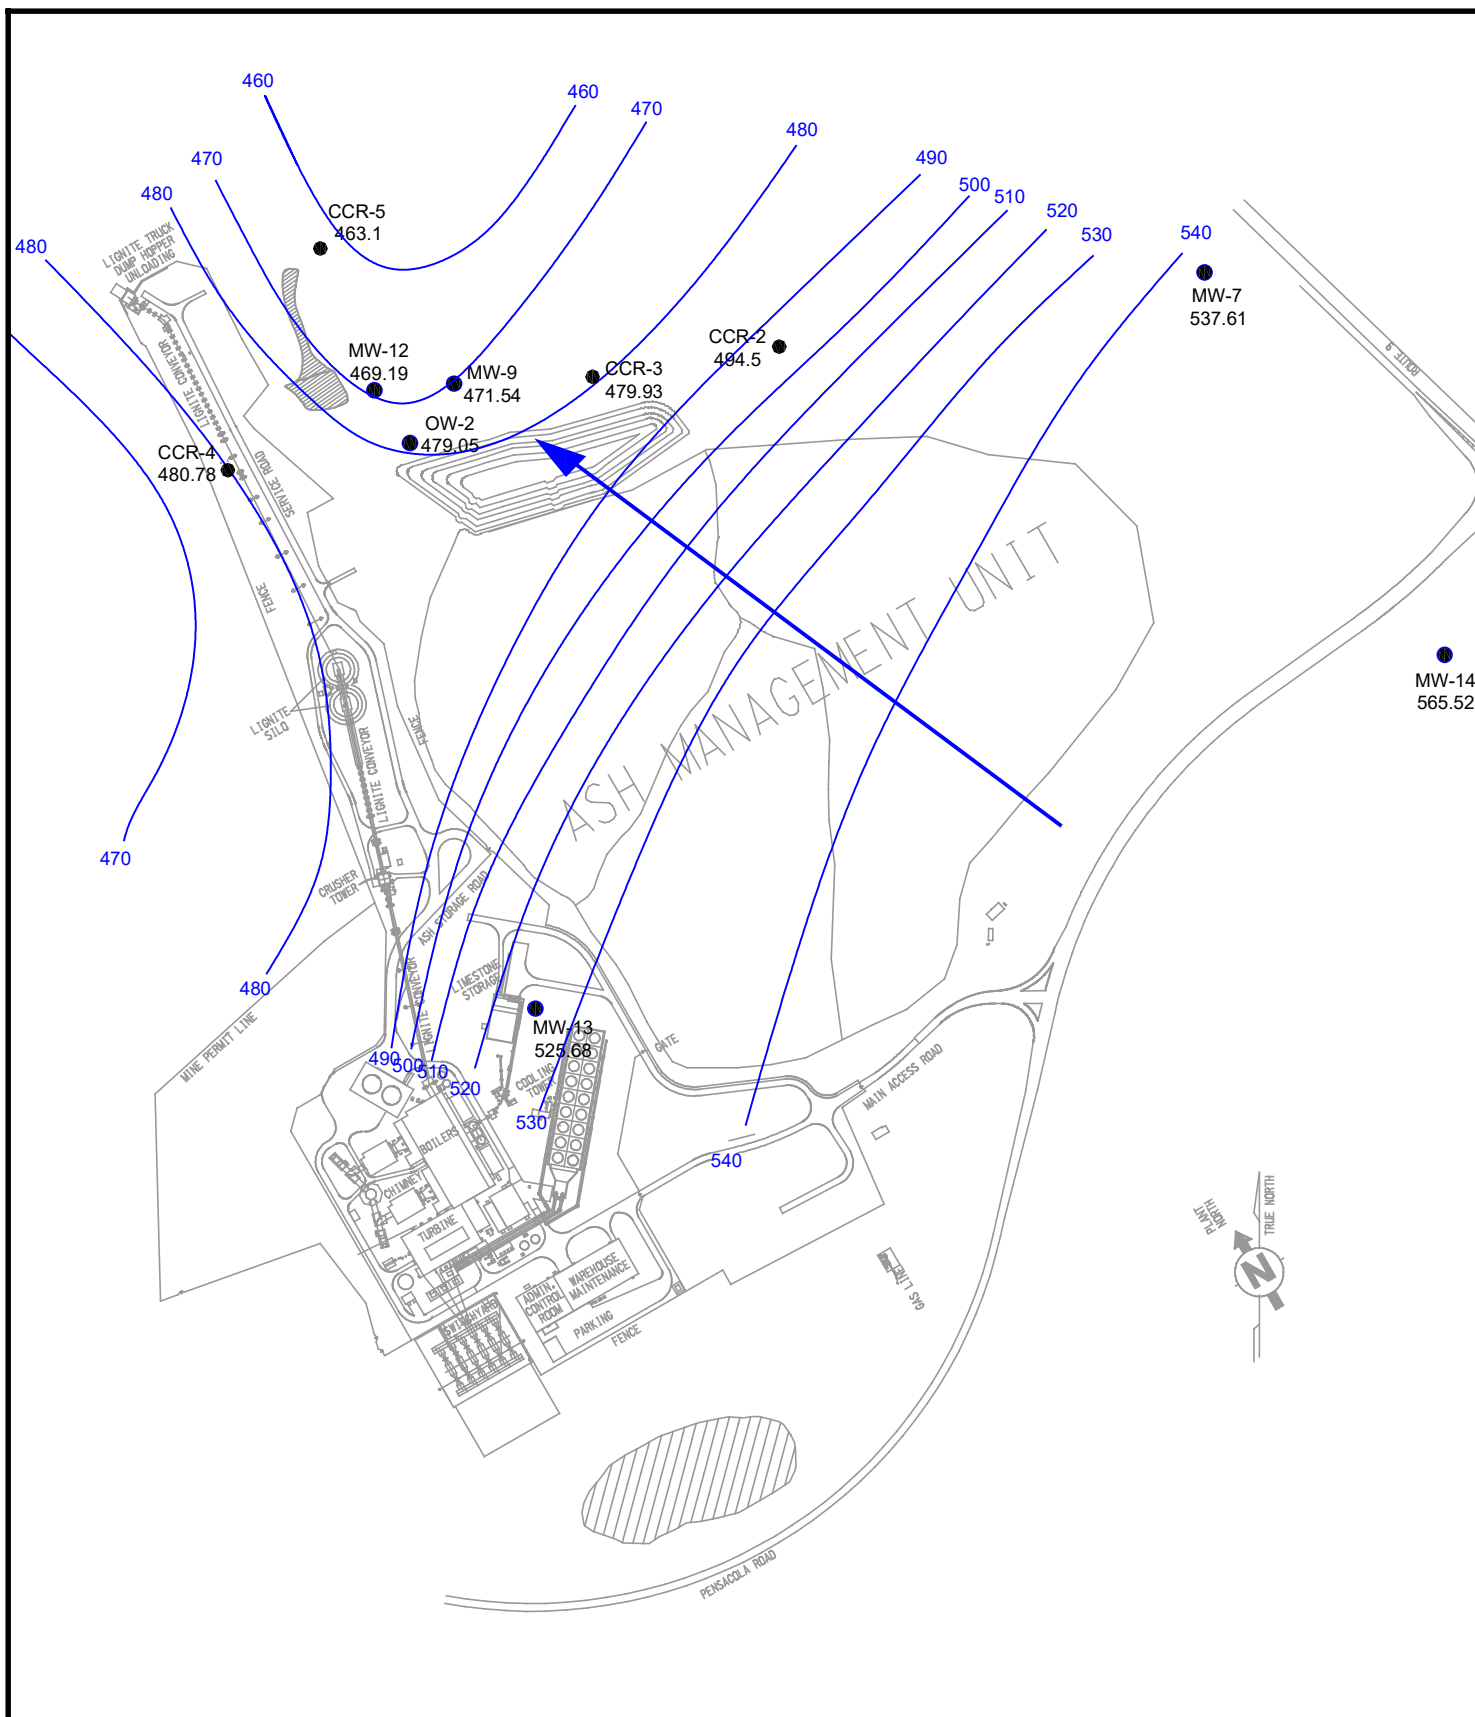 460
460
470
480
470
490
480
500
510
520
530
540
480
CCR-5
463.1
LIGNITE TRUCK
DUMP HOPPER
UNLOADING
MW-7
537.61
CCR-2
494.5
ROUTE 9
MW-12
469.19
MW-9
471.54
CCR-3
479.93
LIGNITE CONVEYOR
OW-2
479.05
CCR-4
480.78
SERVICE ROAD
FENCE
ASH MANAGEMENT UNIT
MW-14
565.52
LIGNITE
SILO
FENCE
LIGNITE CONVEYOR
470
CRUSHER
TOWER
ASH STORAGE ROAD
480
LIGNITE CONVEYOR
LIMESTONE
STORAGE
MINE PERMIT LINE
MW-13
525.68
GATE
490
500
510
520
530
540
COOLING
TOWER
MAIN ACCESS ROAD
BOILERS
CHIMNEY
TURBINE
PLANT
NORTH
TRUE NORTH
N
GAS LINE
ADMIN.
CONTROL
ROOM
WAREHOUSE
MAINTENANCE
SWITCHYARD
PARKING
FENCE
PENSACOLA ROAD